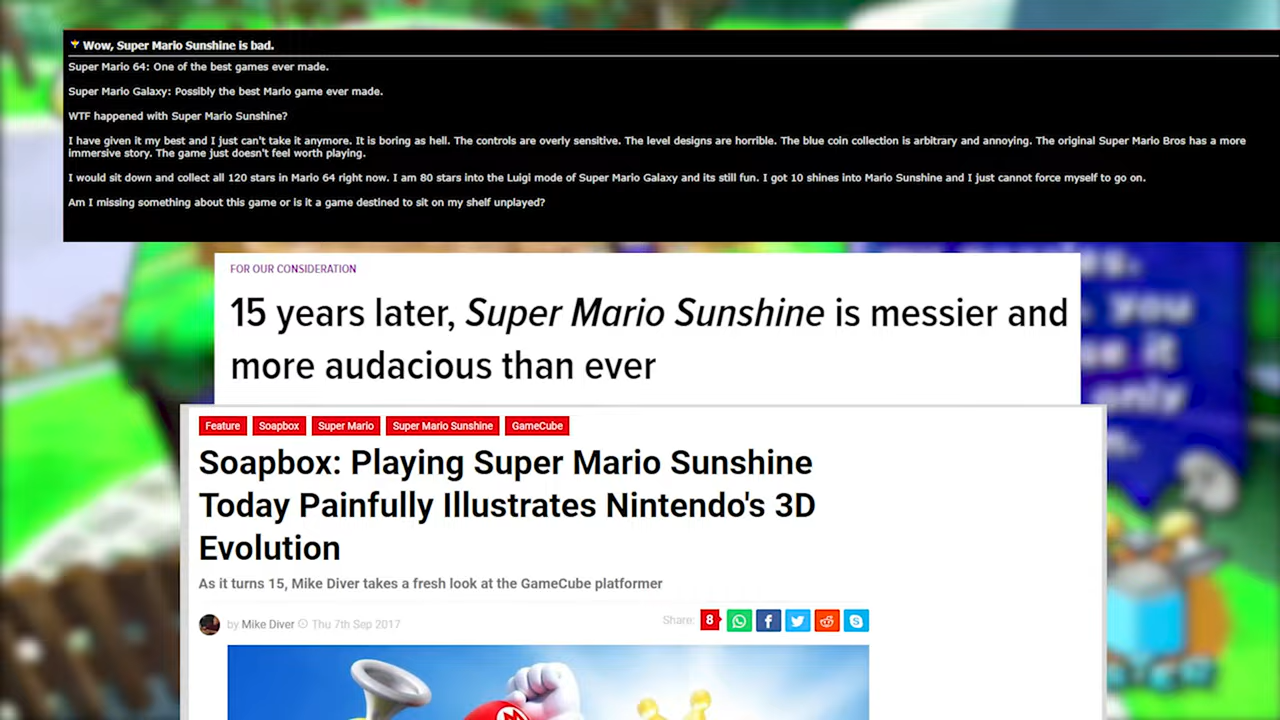 Wow, Super Mario Sunshine is bad.
Super Mario 64: One of the best games ever made.
Super Mario Galaxy: Possibly the best Mario game ever made.
WTF happened with Super Mario Sunshine?
I have given it my best and I just can't take it anymore. It is boring as hell. The controls are overly sensitive. The level designs are horrible. The blue coin collection is arbitrary and annoying. The original Super Mario Bros has a more
immersive story. The game just doesn't feel worth playing.
I would sit down and collect all 120 stars in Mario 64 right now. I am 80 stars into the Luigi mode of Super Mario Galaxy and its still fun. I got 10 shines into Mario Sunshine and I just cannot force myself to go on.
Am I missing something about this game or is it a game destined to sit on my shelf unplayed?
FOR OUR CONSIDERATION
15 years later, Super Mario Sunshine is messier and
more audacious than ever
you
it
only
Feature Soapbox Super Mario Super Mario Sunshine GameCube
Soapbox: Playing Super Mario Sunshine
Today Painfully Illustrates Nintendo's 3D
Evolution
As it turns 15, Mike Diver takes a fresh look at the GameCube platformer
by Mike Diver Thu 7th Sep 2017
Share: 8
M